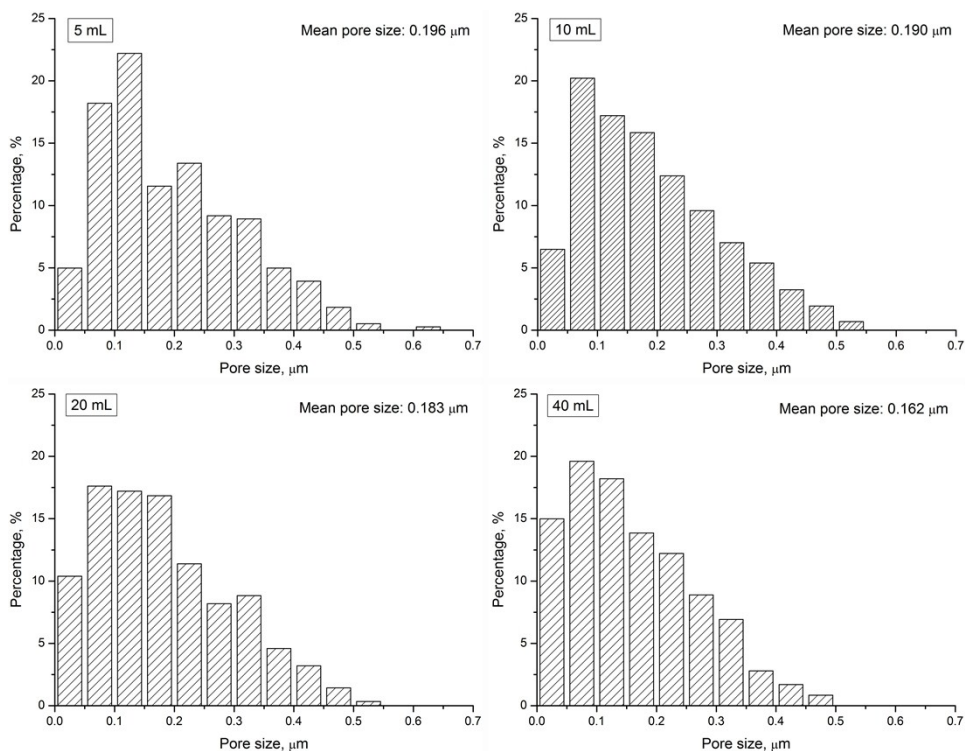 5 mL
Mean pore size: 0.196 μm
25
20
15
10
5
0
Percentage, %
0.0 0.1 0.2 0.3 0.4 0.5 0.6 0.7
Pore size, μm
10 mL
Mean pore size: 0.190 μm
25
20
15
10
5
0
Percentage, %
0.0 0.1 0.2 0.3 0.4 0.5 0.6 0.7
Pore size, μm
20 mL
Mean pore size: 0.183 μm
25
20
15
10
5
0
Percentage, %
0.0 0.1 0.2 0.3 0.4 0.5 0.6 0.7
Pore size, μm
40 mL
Mean pore size: 0.162 μm
25
20
15
10
5
0
Percentage, %
0.0 0.1 0.2 0.3 0.4 0.5 0.6 0.7
Pore size, μm